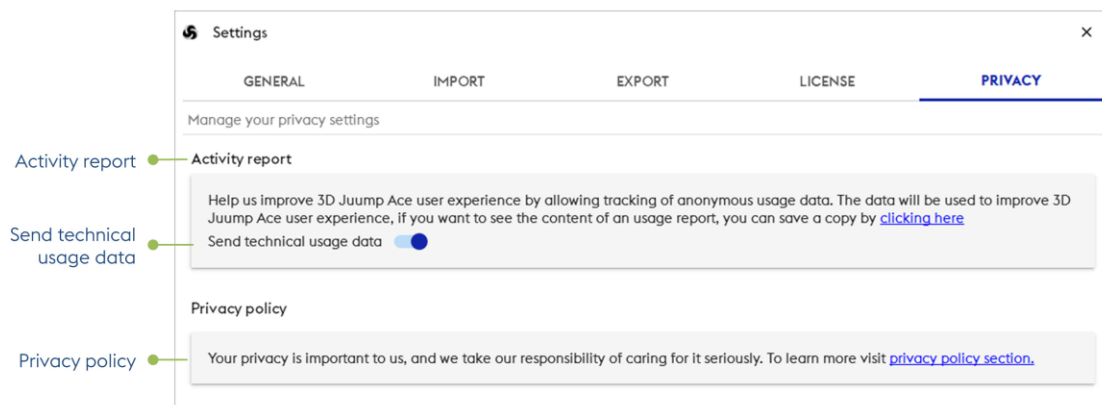 Settings
GENERAL IMPORT EXPORT LICENSE PRIVACY
Manage your privacy settings
Activity report
Activity report
Help us improve 3D Juump Ace user experience by allowing tracking of anonymous usage data. The data will be used to improve 3D
Juump Ace user experience, if you want to see the content of an usage report, you can save a copy by clicking here
Send technical
usage data
Send technical usage data
Privacy policy
Privacy policy
Your privacy is important to us, and we take our responsibility of caring for it seriously. To learn more visit privacy policy section.